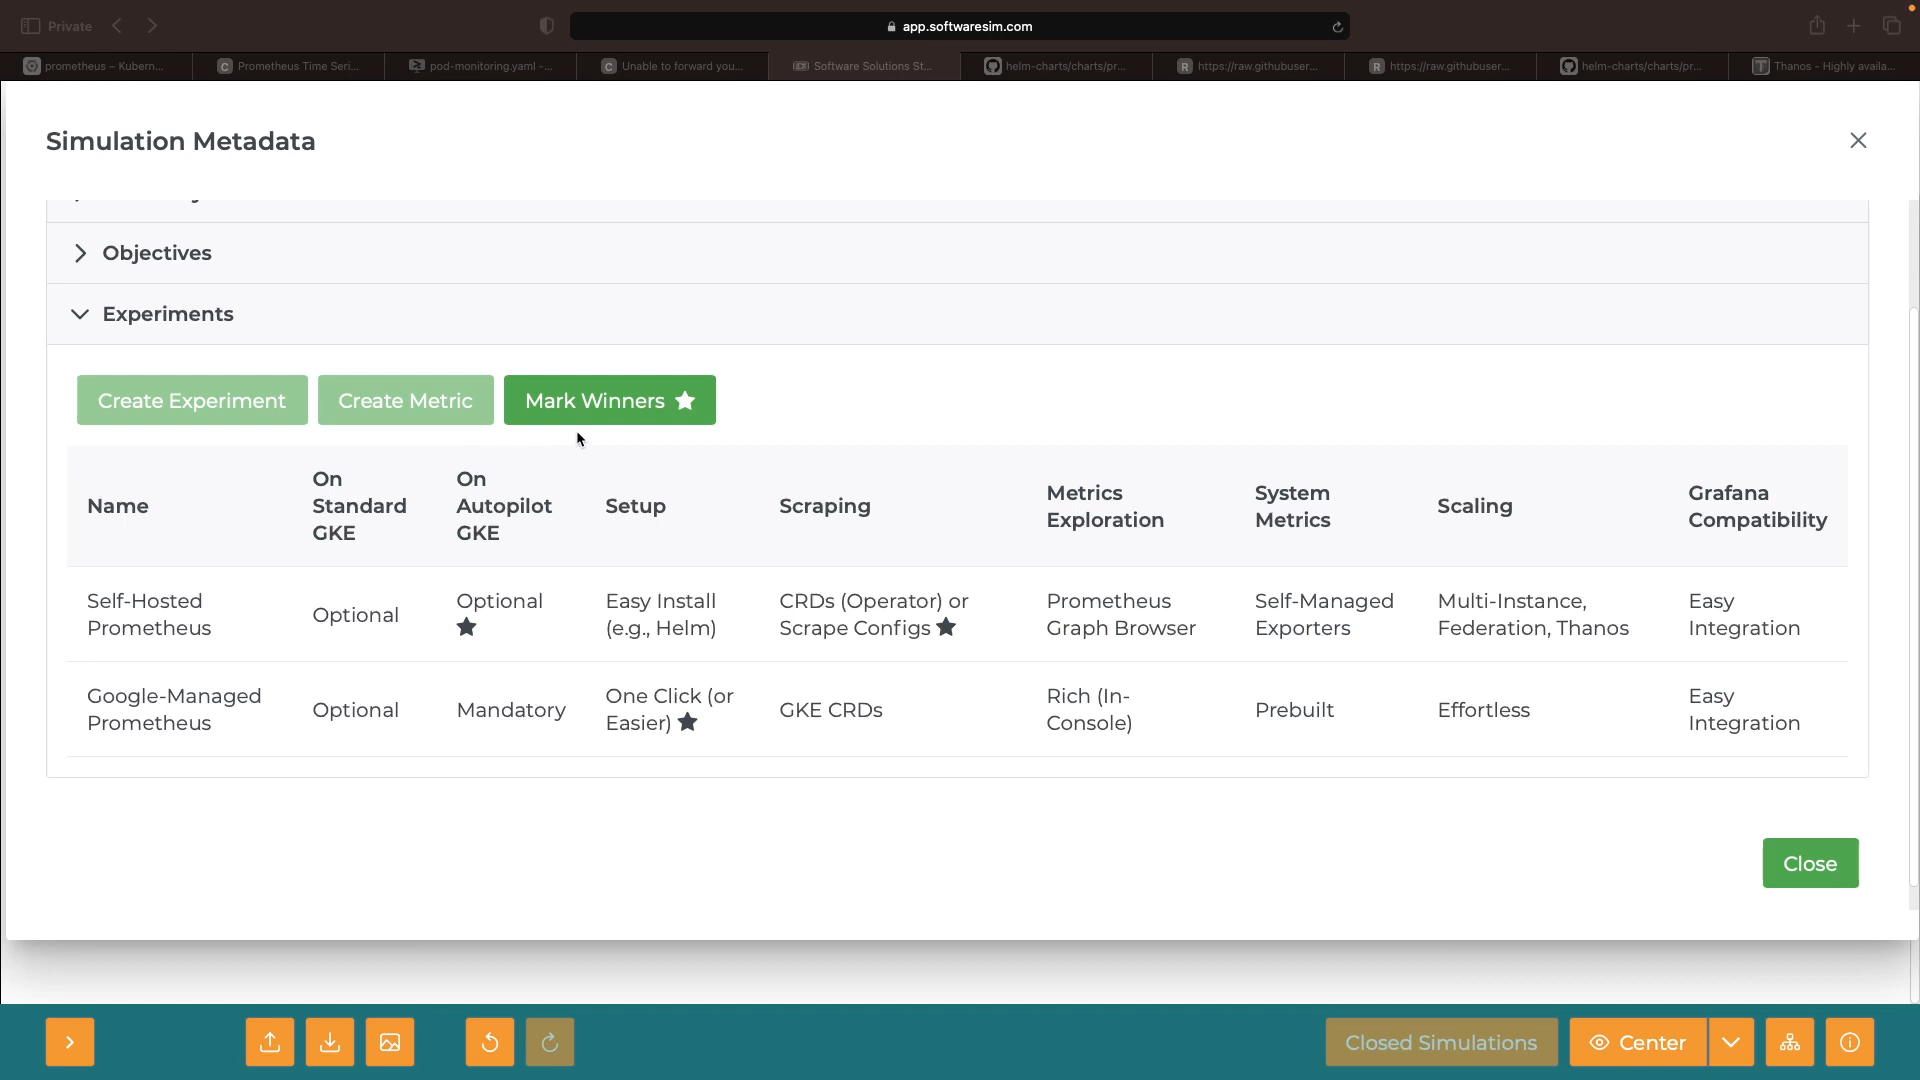 Private
app.softwaresim.com
prometheus – Kubern...
Prometheus Time Seri...
pod-monitoring.yaml -...
Unable to forward you...
Software Solutions St...
helm-charts/charts/pr...
https://raw.githubuser...
https://raw.githubuser...
helm-charts/charts/pr...
Thanos - Highly availa...
Simulation Metadata
Objectives
Experiments
Create Experiment
Create Metric
Mark Winners
Name
On
Standard
GKE
On
Autopilot
GKE
Setup
Scraping
Metrics
Exploration
System
Metrics
Scaling
Grafana
Compatibility
Self-Hosted
Prometheus
Optional
Optional
Easy Install
(e.g., Helm)
CRDs (Operator) or
Scrape Configs
Prometheus
Graph Browser
Self-Managed
Exporters
Multi-Instance,
Federation, Thanos
Easy
Integration
Google-Managed
Prometheus
Optional
Mandatory
One Click (or
Easier)
GKE CRDs
Rich (In-
Console)
Prebuilt
Effortless
Easy
Integration
Close
Closed Simulations
Center